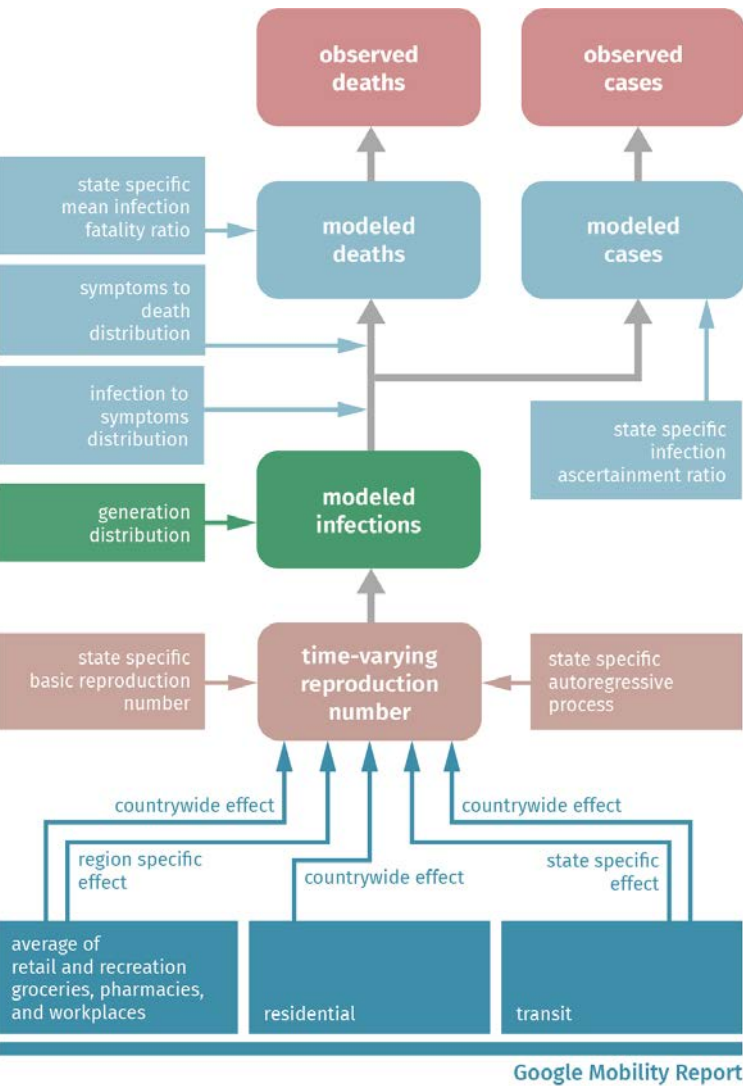 observed
deaths
observed
cases
state specific
mean infection
fatality ratio
modeled
deaths
modeled
cases
symptoms to
death
distribution
infection to
symptoms
distribution
state specific
infection
ascertainment ratio
modeled
infections
generation
distribution
state specific
basic reproduction
number
time-varying
reproduction
number
state specific
autoregressive
process
countrywide effect
countrywide effect
region specific
effect
countrywide effect
state specific
effect
average of
retail and recreation
groceries, pharmacies,
and workplaces
residential
transit
Google Mobility Report